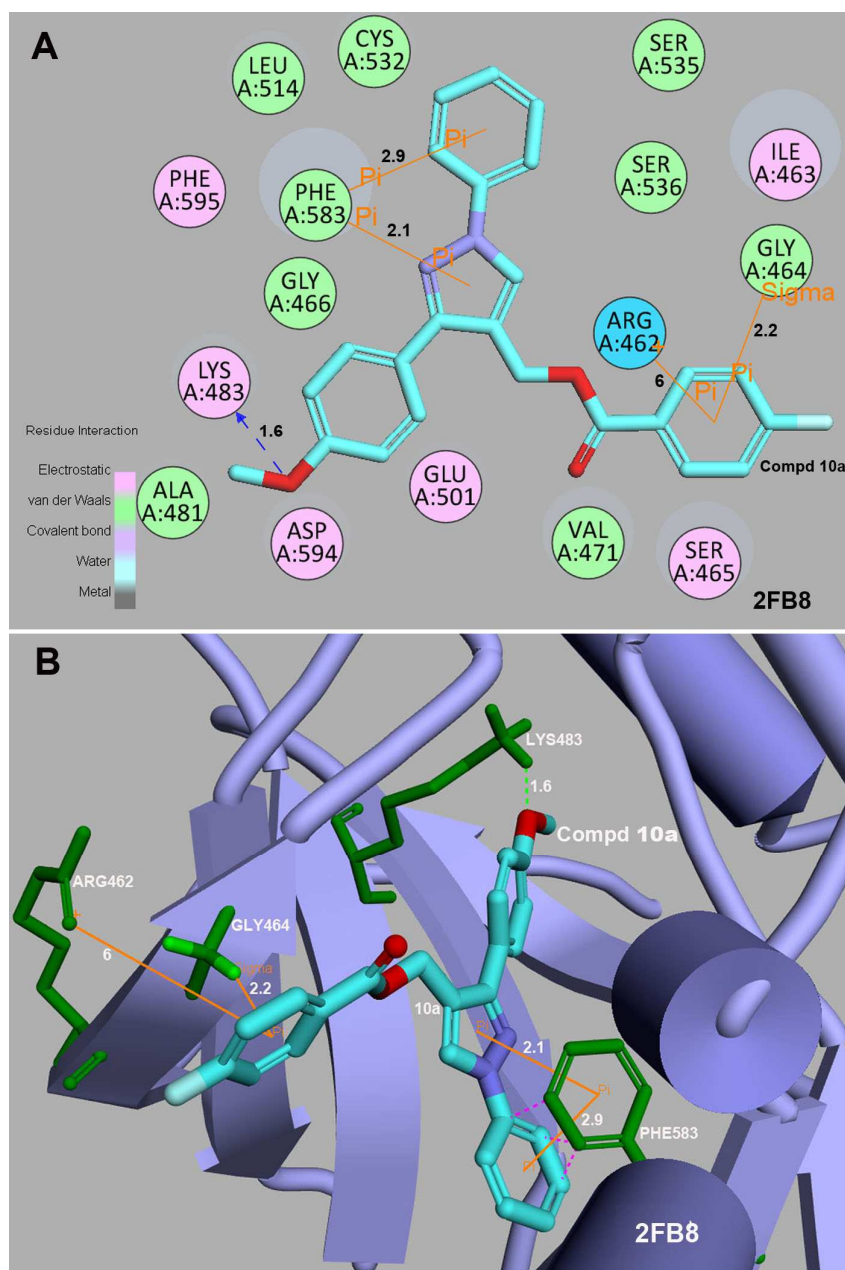 A
CYS
A:532
SER
A:535
LEU
A:514
2.9
Pi
Pi
ILE
A:463
SER
A:536
PHE
A:595
PHE
A:583
Pi
2.1
Pi
GLY
A:464
Sigma
GLY
A:466
ARG
A:462
+
2.2
6
Pi
Pi
LYS
A:483
1.6
Residue Interaction
Electrostatic
van der Waals
Covalent bond
Water
Metal
Compd 10a
GLU
A:501
ALA
A:481
ASP
A:594
VAL
A:471
SER
A:465
2FB8
B
LYS483
1.6
Compd 10a
ARG462
+
GLY464
6
2.2
Pi
10a
Pi
2.1
Pi
2.9
PHE583
2FB8